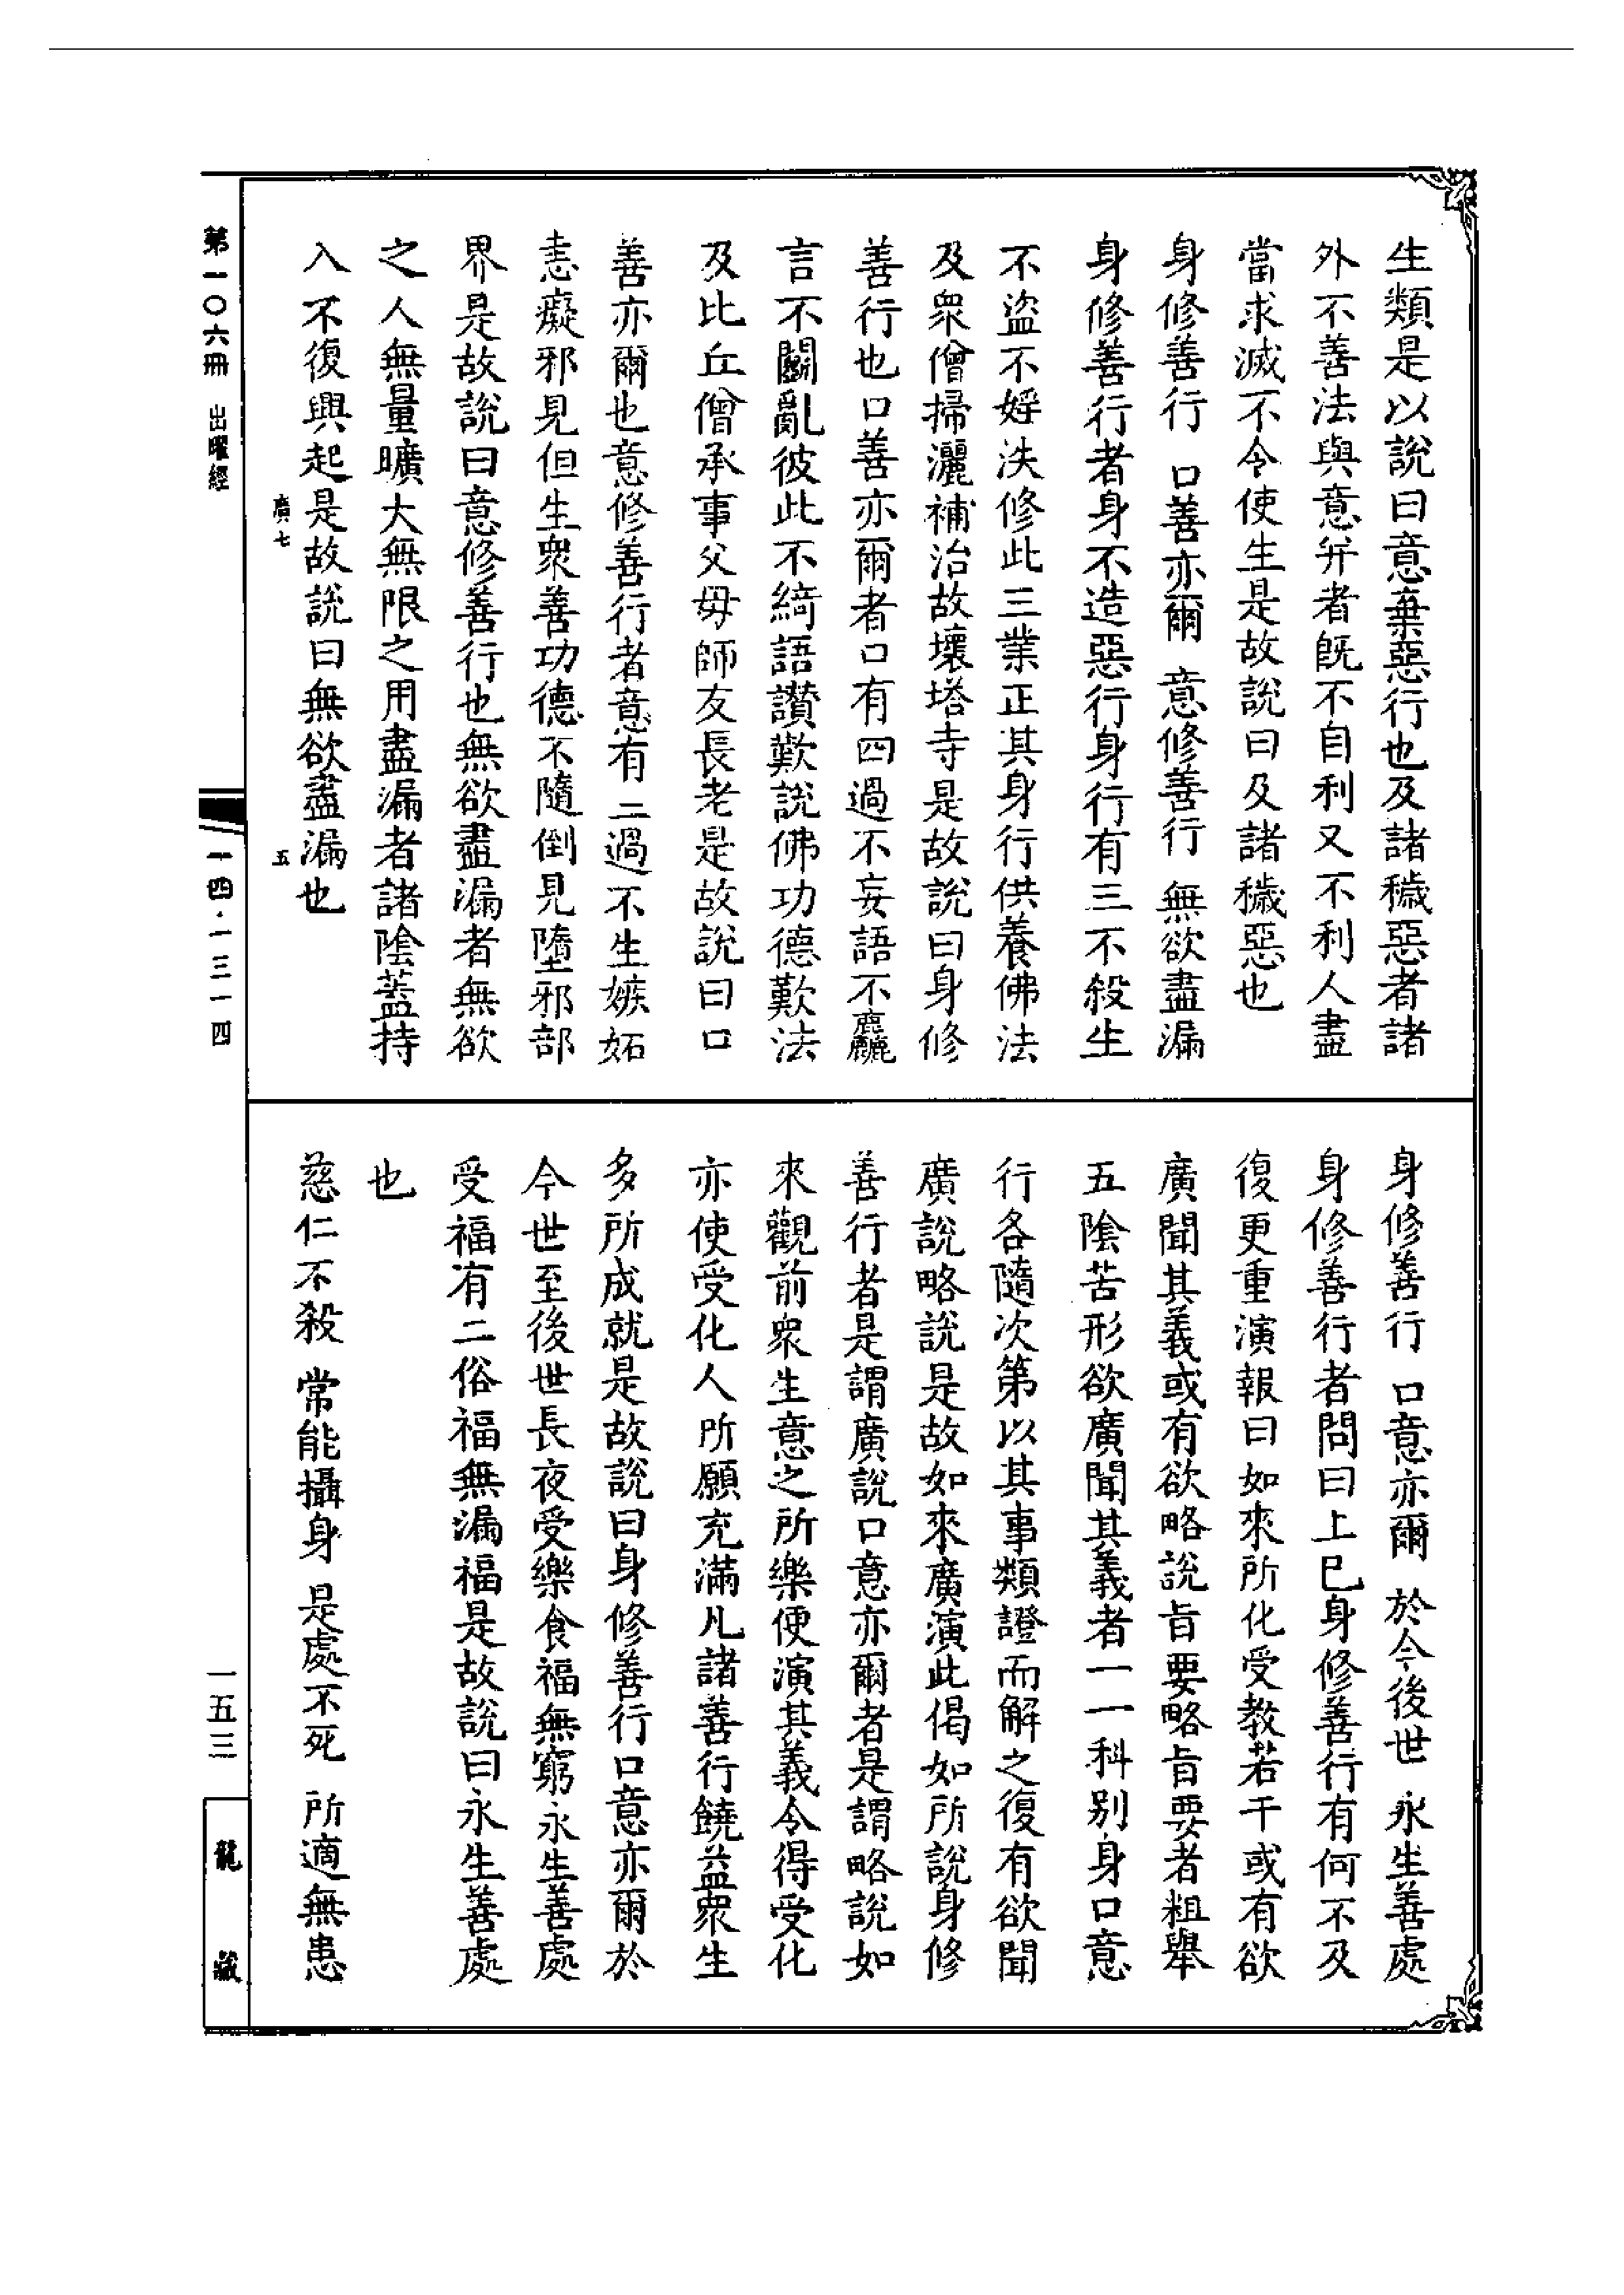 生類是以說曰意棄惡行也及諸穢惡者諸
外不善法與意并者旣不自利又不利人盡
當求滅不令使生是故說曰及諸穢惡也
身修善行 口善亦爾 意修善行 無欲盡漏
身修善行者身不造惡行身行有三不殺生
不盜不婬泆修此三業正其身行供養佛法
及衆僧掃灑補治故壞塔寺是故說曰身修
善行也口善亦爾者口有四過不妄語不麤
言不鬬亂彼此不綺語讚歎說佛功德歎法
及比丘僧承事父母師友長老是故說曰口
善亦爾也意修善行者意有三過不生嫉妬
恚癡邪見但生衆善功德不隨倒見墮邪部
界是故說曰意修善行也無欲盡漏者無欲
之人無量曠大無限之用盡漏者諸陰蓋持
入不復興起是故說曰無欲盡漏也
廣七 五
身修善行 口意亦爾 於今後世 永生善處
身修善行者問曰上已身修善行有何不及
復更重演報曰如來所化受教若干或有欲
廣聞其義或有欲略說旨要略旨要者粗舉
五陰苦形欲廣聞其義者一一科別身口意
行各隨次第以其事類證而解之復有欲聞
廣說略說是故如來廣演此偈如所說身修
善行者是謂廣說口意亦爾者是謂略說如
來觀前衆生意之所樂便演其義令得受化
亦使受化人所願充滿凡諸善行饒益衆生
多所成就是故說曰身修善行口意亦爾於
今世至後世長夜受樂食福無窮永生善處
受福有二俗福無漏福是故說曰永生善處
也
慈仁不殺 常能攝身 是處不死 所適無患
第一〇六冊 出曜經
一四·一三一四
一五三
龍藏